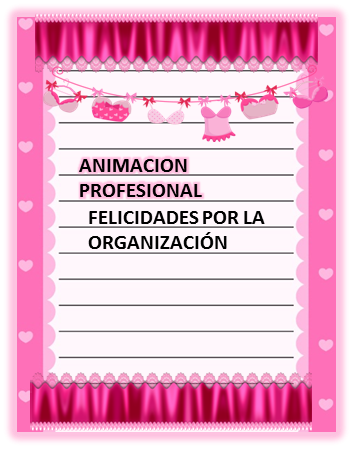 ANIMACION
PROFESIONAL
FELICIDADES POR LA
ORGANIZACIÓN